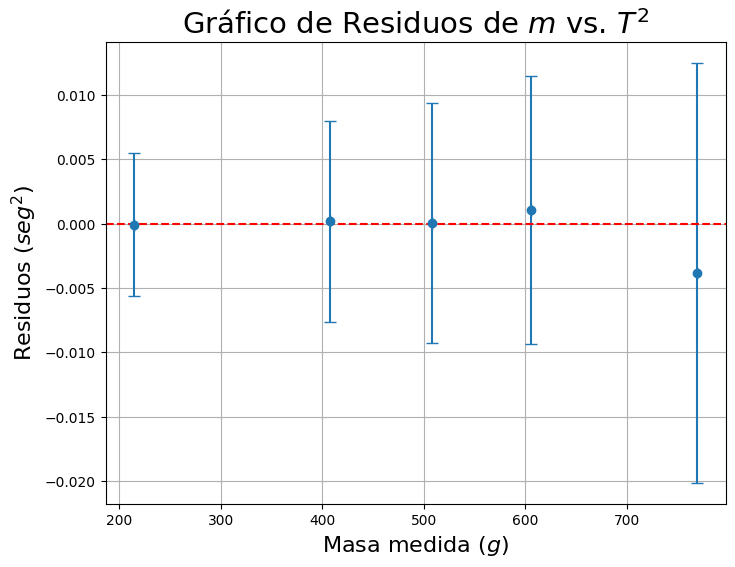 Gráfico de Residuos de m vs. T²
Residuos (seg²)
0.010
0.005
0.000
−0.005
−0.010
−0.015
−0.020
200 300 400 500 600 700
Masa medida (g)